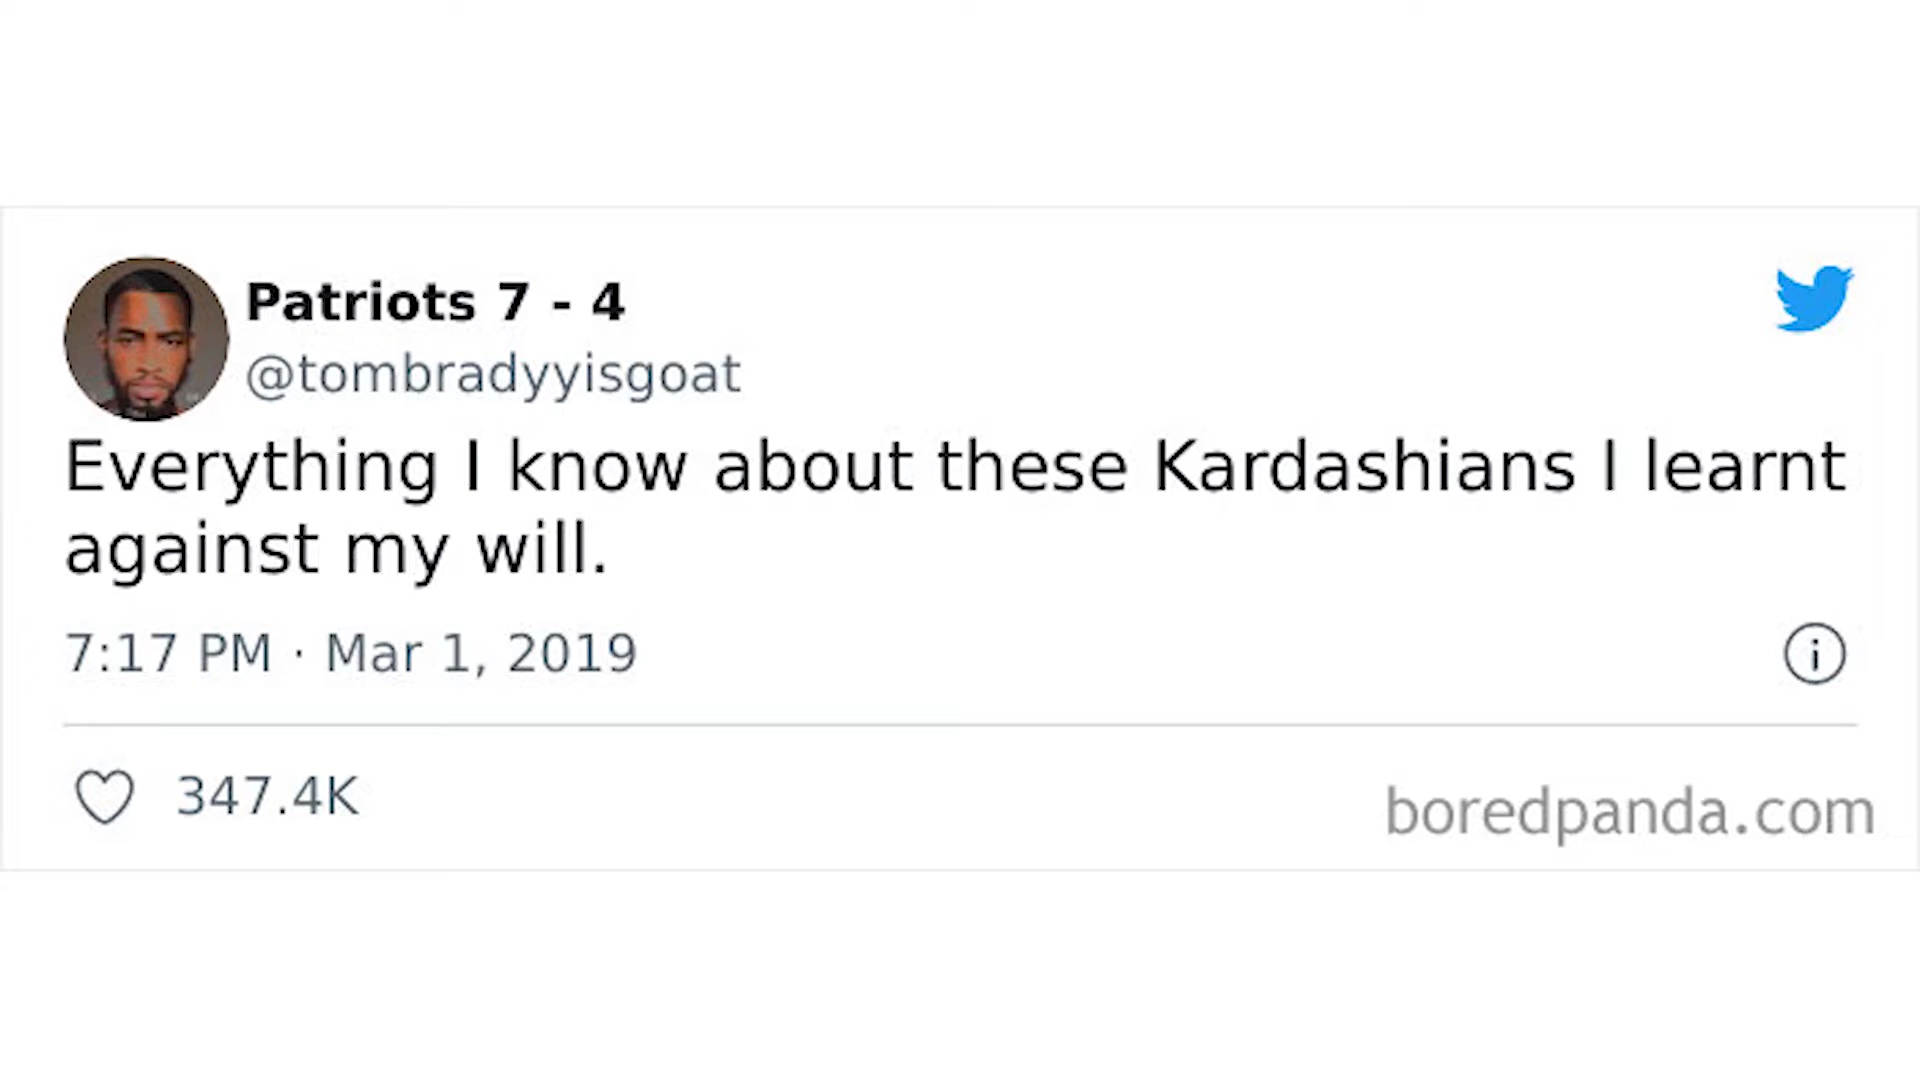 Patriots 7 - 4
@tombradyyisgoat
Everything I know about these Kardashians I learnt
against my will.
7:17 PM · Mar 1, 2019
347.4K
boredpanda.com